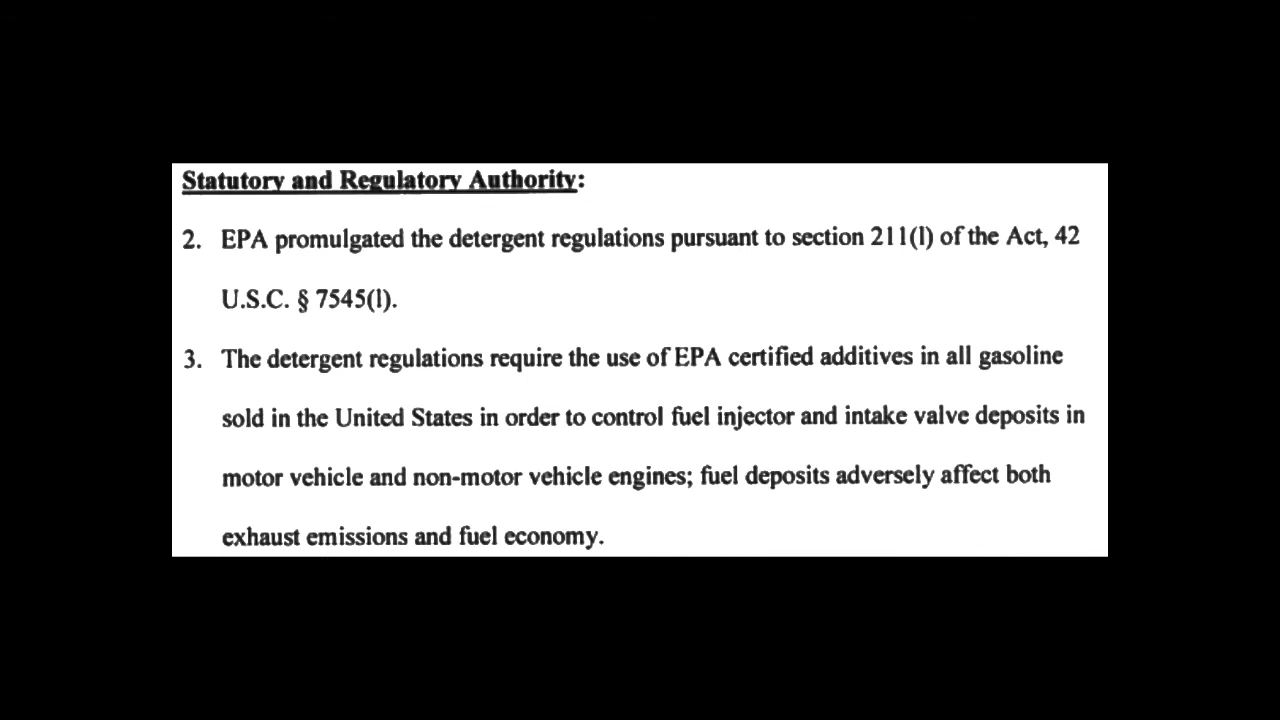 Statutory and Regulatory Authority:
2. EPA promulgated the detergent regulations pursuant to section 211(l) of the Act, 42
U.S.C. § 7545(l).
3. The detergent regulations require the use of EPA certified additives in all gasoline
sold in the United States in order to control fuel injector and intake valve deposits in
motor vehicle and non-motor vehicle engines; fuel deposits adversely affect both
exhaust emissions and fuel economy.